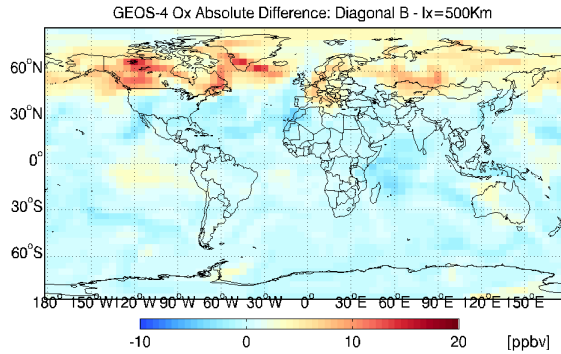 GEOS-4 Ox Absolute Difference: Diagonal B - lx=500Km
60°N
30°N
0°
30°S
60°S
180°W 150°W 120°W 90°W 60°W 30°W 0° 30°E 60°E 90°E 120°E 150°E
-10 0 10 20 [ppbv]